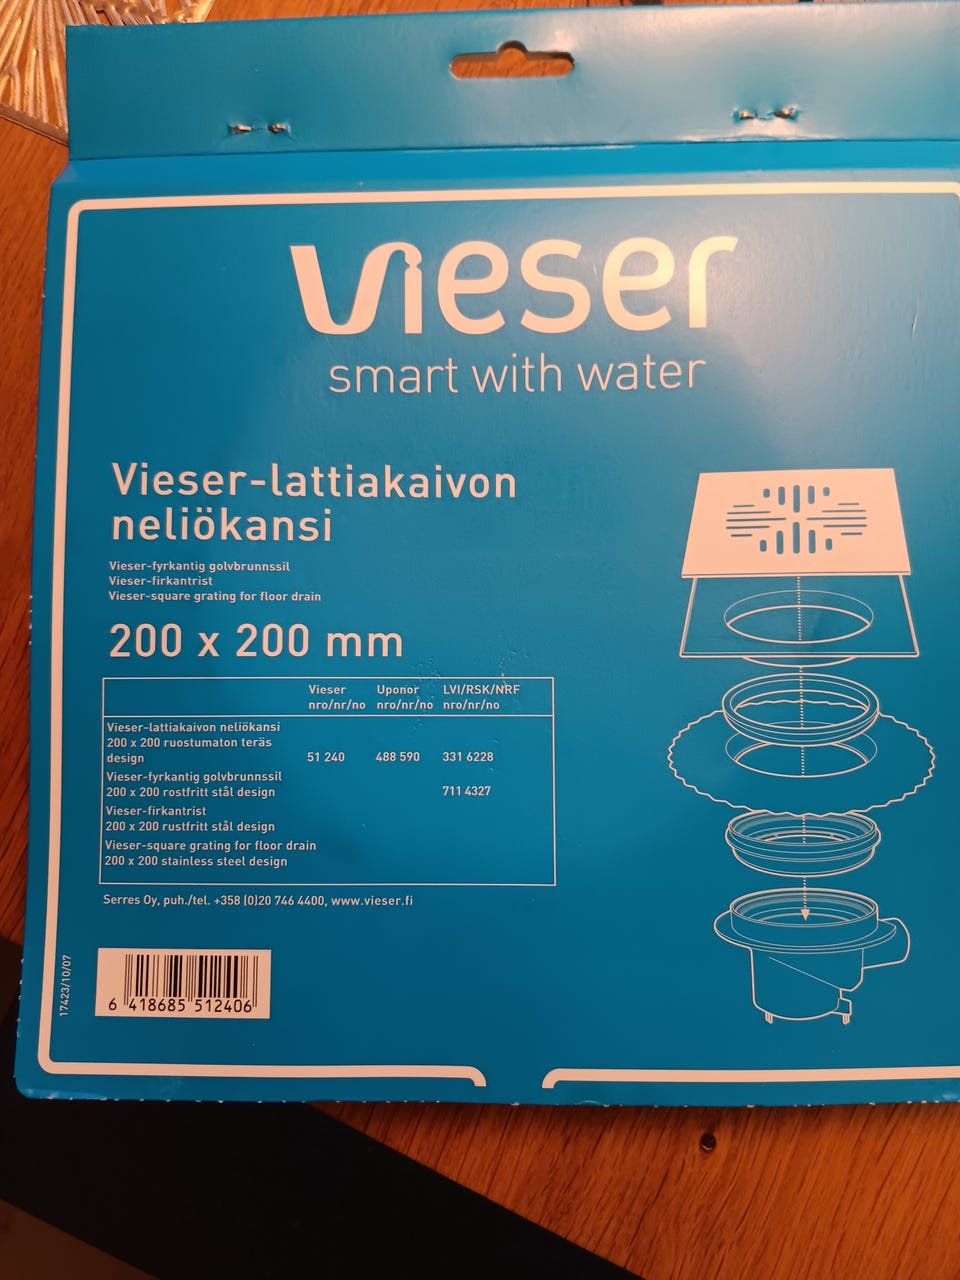 vieser
smart with water
Vieser-lattiakaivon
neliökansi
Vieser-fyrkantig golvbrunnssil
Vieser-firkantrist
Vieser-square grating for floor drain
200 x 200 mm
Vieser Uponor LVI/RSK/NRF
nro/nr/no nro/nr/no nro/nr/no
Vieser-lattiakaivon neliökansi
200 x 200 ruostumaton teräs
design 51 240 488 590 331 6228
Vieser-fyrkantig golvbrunnssil
200 x 200 rostfritt stål design 711 4327
Vieser-firkantrist
200 x 200 rustfritt stål design
Vieser-square grating for floor drain
200 x 200 stainless steel design
Serres Oy, puh./tel. +358 (0)20 746 4400, www.vieser.fi
17423/10/07
6 418685 512406